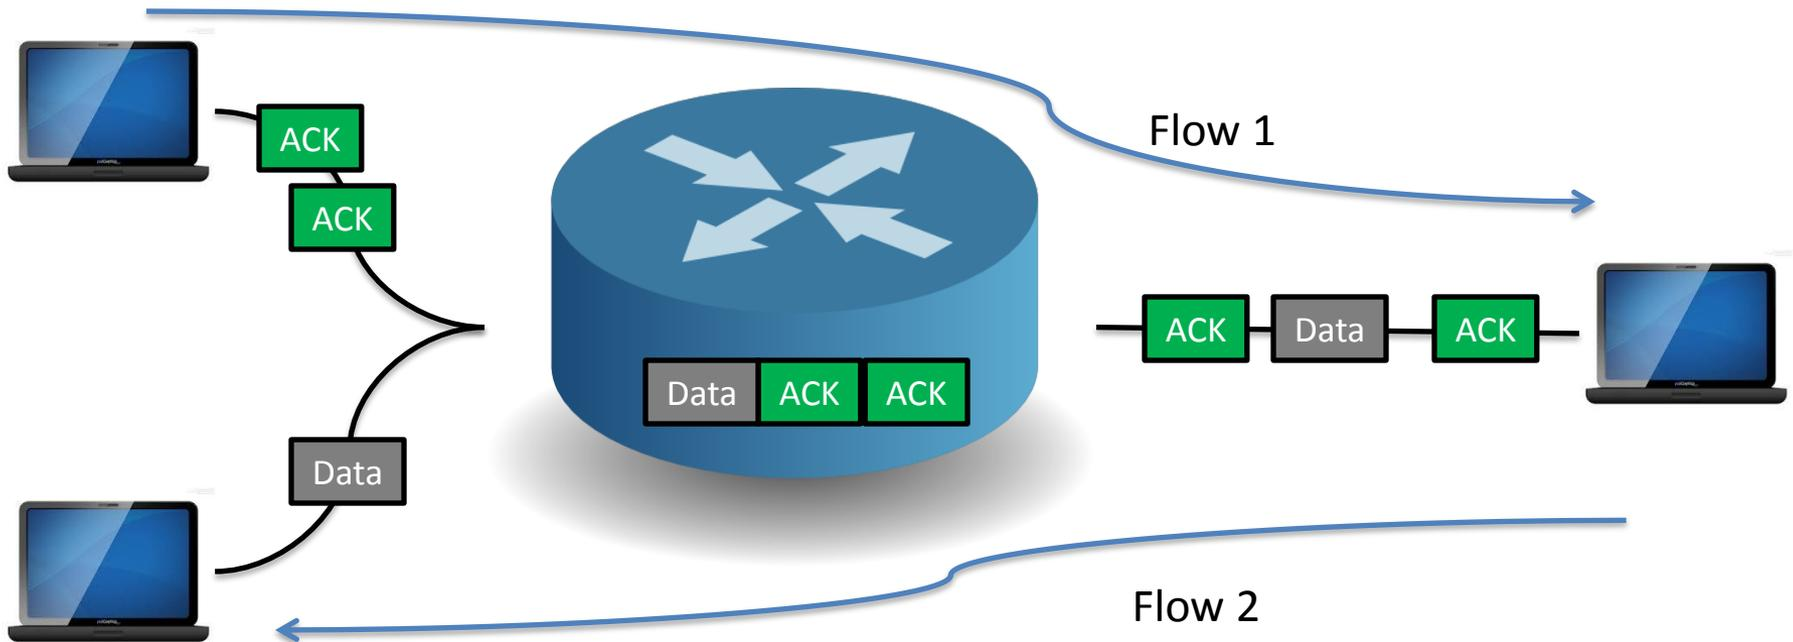 ACK
ACK
Flow 1
ACK Data ACK
Data ACK ACK
Data
Flow 2